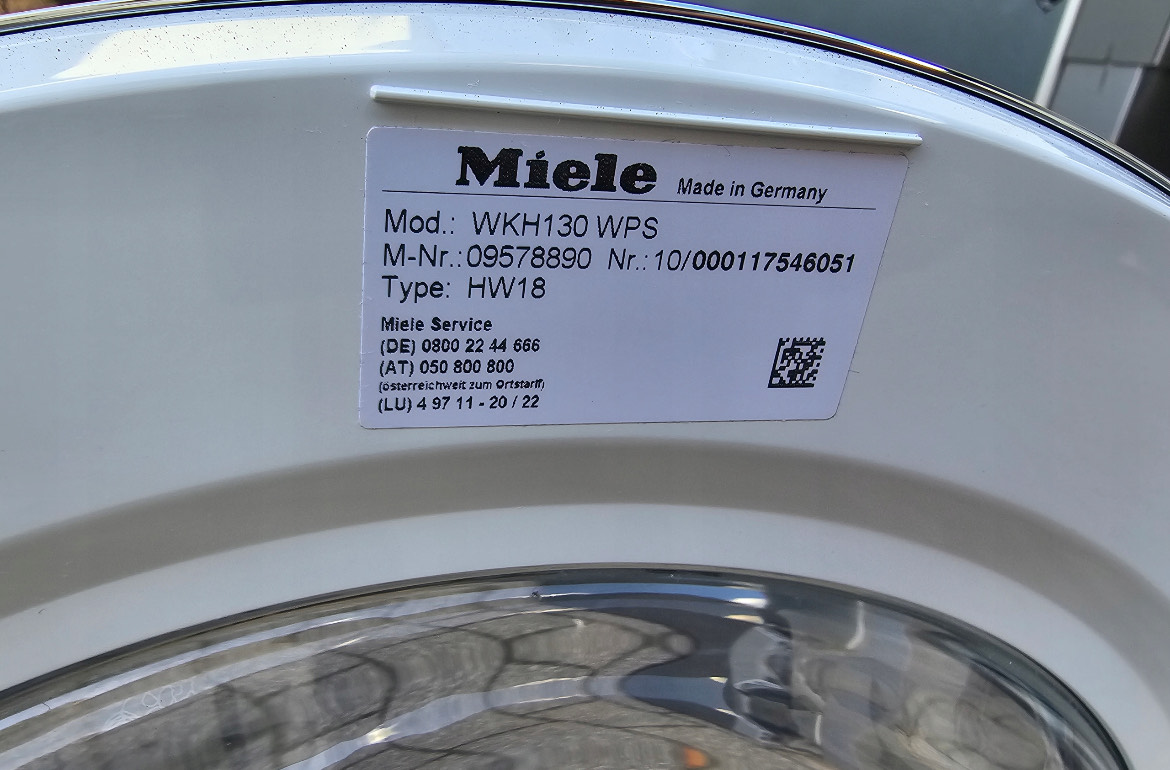 Miele Made in Germany
Mod.: WKH130 WPS
M-Nr.: 09578890 Nr.: 10/000117546051
Type: HW18
Miele Service
(DE) 0800 22 44 666
(AT) 050 800 800
(österreichweit zum Ortstarif)
(LU) 4 97 11 - 20 / 22